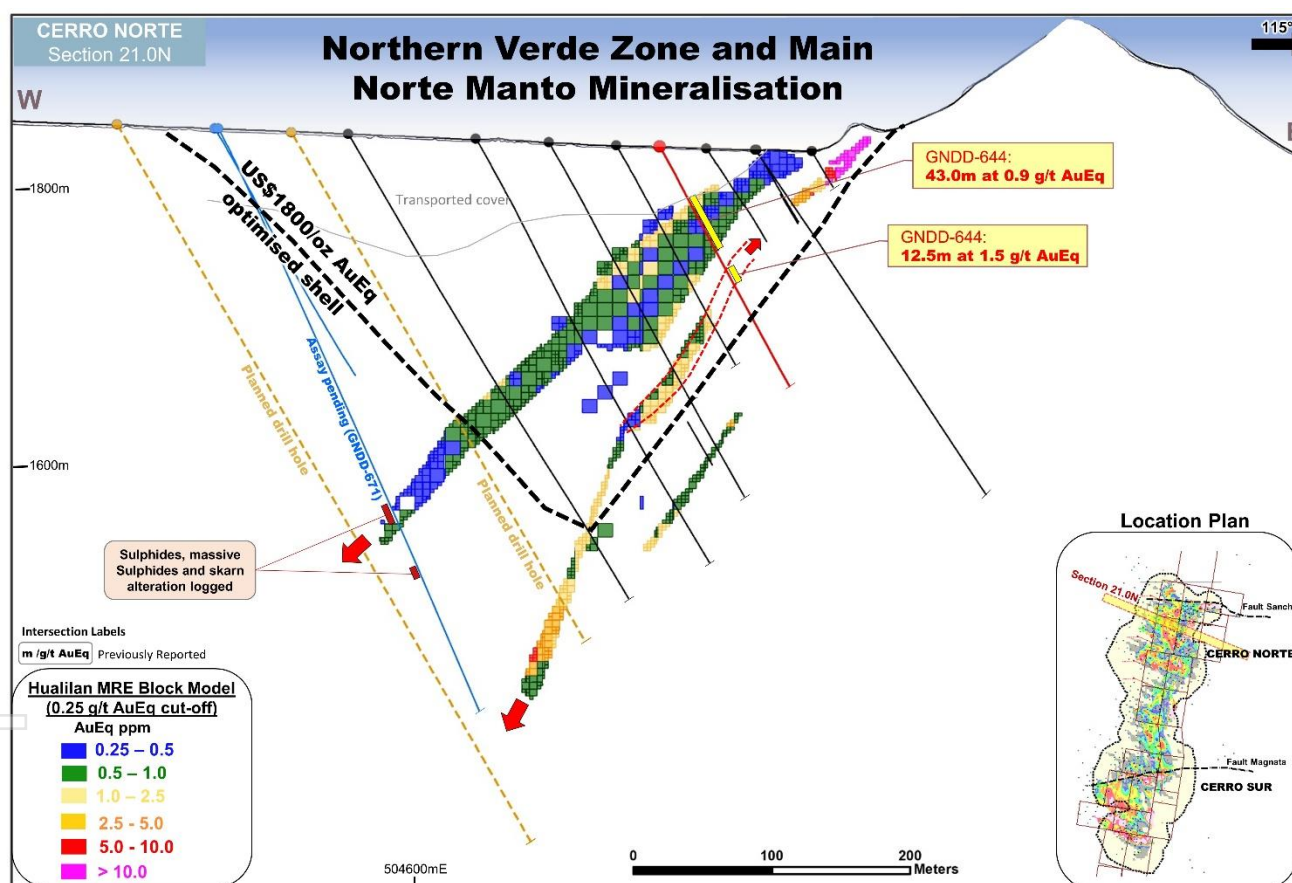 CERRO NORTE
Section 21.0N
Northern Verde Zone and Main
Norte Manto Mineralisation
115°
W
E
US$1800/oz AuEq
optimised shell
Transported cover
GNDD-644:
43.0m at 0.9 g/t AuEq
GNDD-644:
12.5m at 1.5 g/t AuEq
1800m
1600m
Planned drill hole
Assay pending (GNDD-671)
Planned drill hole
Sulphides, massive
Sulphides and skarn
alteration logged
Intersection Labels
m /g/t AuEq Previously Reported
Hualilan MRE Block Model
(0.25 g/t AuEq cut-off)
AuEq ppm
0.25 – 0.5
0.5 – 1.0
1.0 – 2.5
2.5 - 5.0
5.0 - 10.0
> 10.0
504600mE
0 100 200
Meters
Location Plan
Section 21.0N
Fault Sanch
CERRO NORTE
Fault Magnata
CERRO SUR